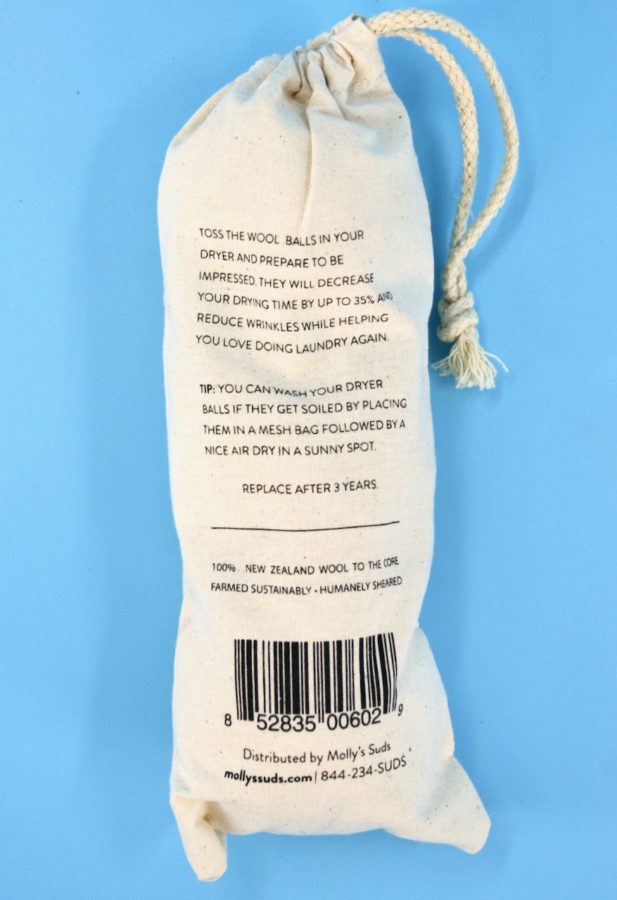 TOSS THE WOOL BALLS IN YOUR
DRYER AND PREPARE TO BE
IMPRESSED. THEY WILL DECREASE
YOUR DRYING TIME BY UP TO 35% AND
REDUCE WRINKLES WHILE HELPING
YOU LOVE DOING LAUNDRY AGAIN.
TIP: YOU CAN WASH YOUR DRYER
BALLS IF THEY GET SOILED BY PLACING
THEM IN A MESH BAG FOLLOWED BY A
NICE AIR DRY IN A SUNNY SPOT.
REPLACE AFTER 3 YEARS.
100% NEW ZEALAND WOOL TO THE CORE
FARMED SUSTAINABLY • HUMANELY SHEARED
8 52835 00602 9
Distributed by Molly's Suds
mollyssuds.com | 844-234-SUDS